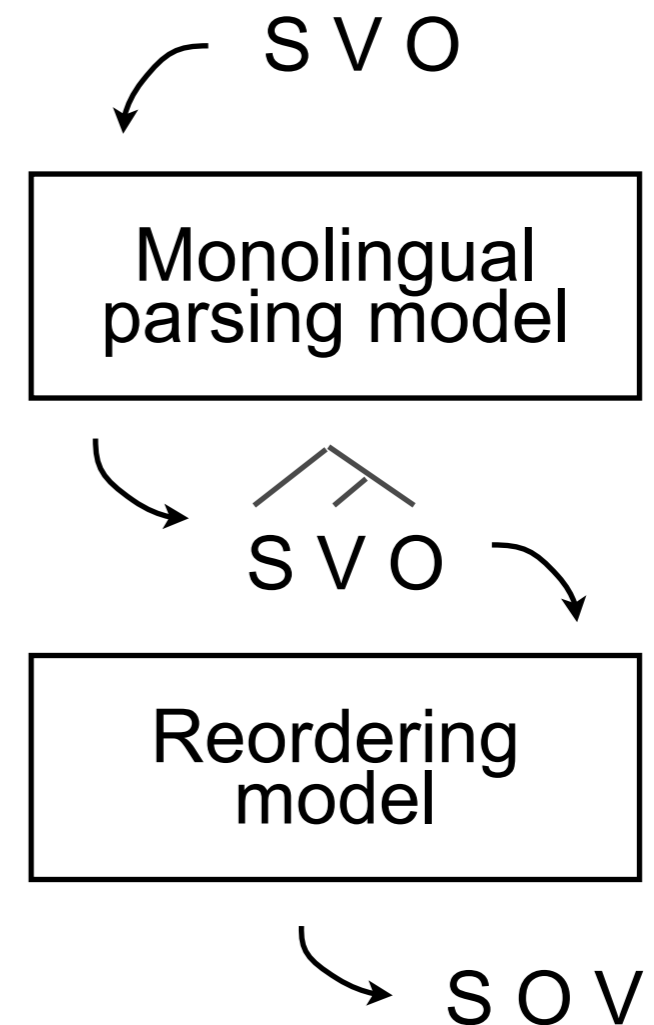 S V O
Monolingual
parsing model
S V O
Reordering
model
S O V